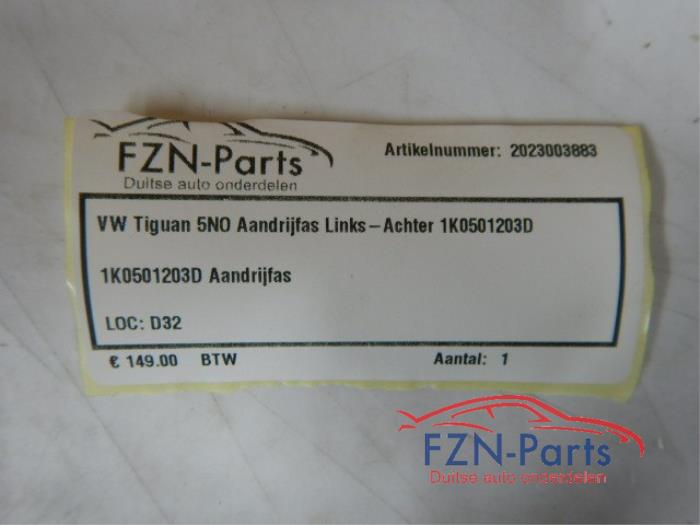 FZN-Parts
Duitse auto onderdelen
Artikelnummer: 2023003883
VW Tiguan 5NO Aandrijfas Links-Achter 1K0501203D
1K0501203D Aandrijfas
LOC: D32
€ 149.00 BTW Aantal: 1
FZN-Parts
Duitse auto onderdelen